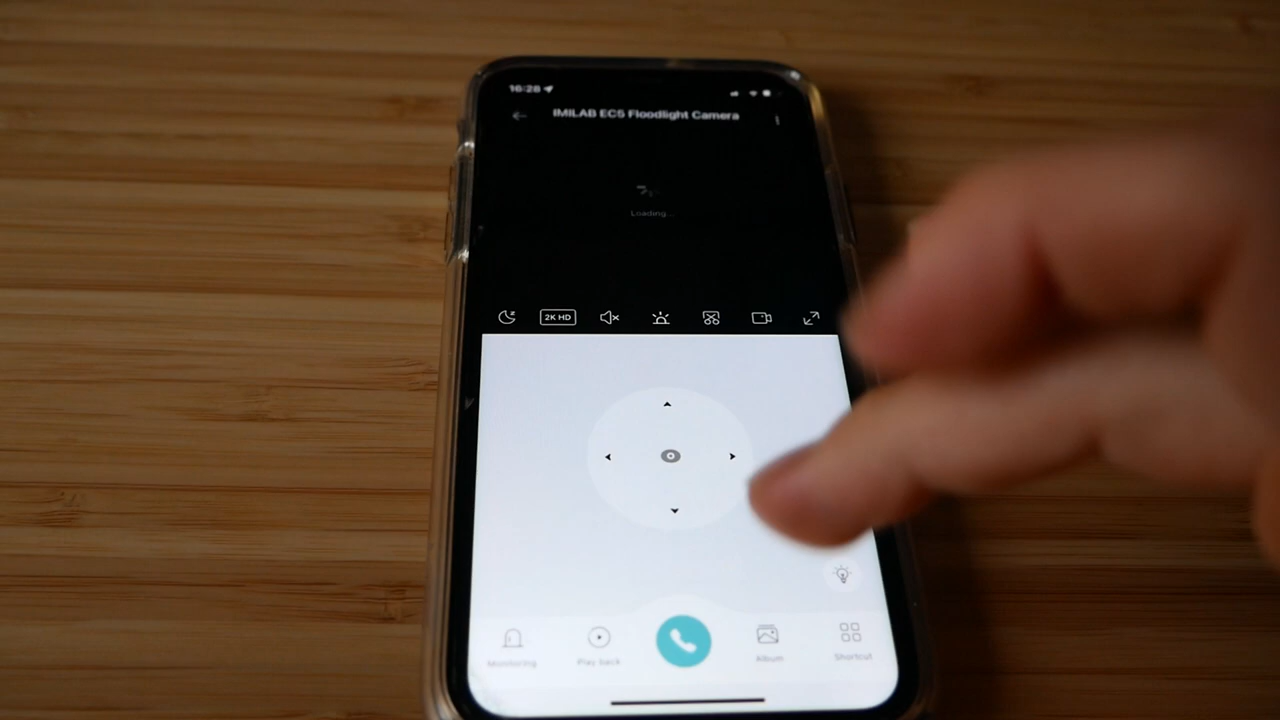 16:28
IMILAB EC5 Floodlight Camera
Loading...
2K HD
Monitoring
Play back
Album
Shortcut